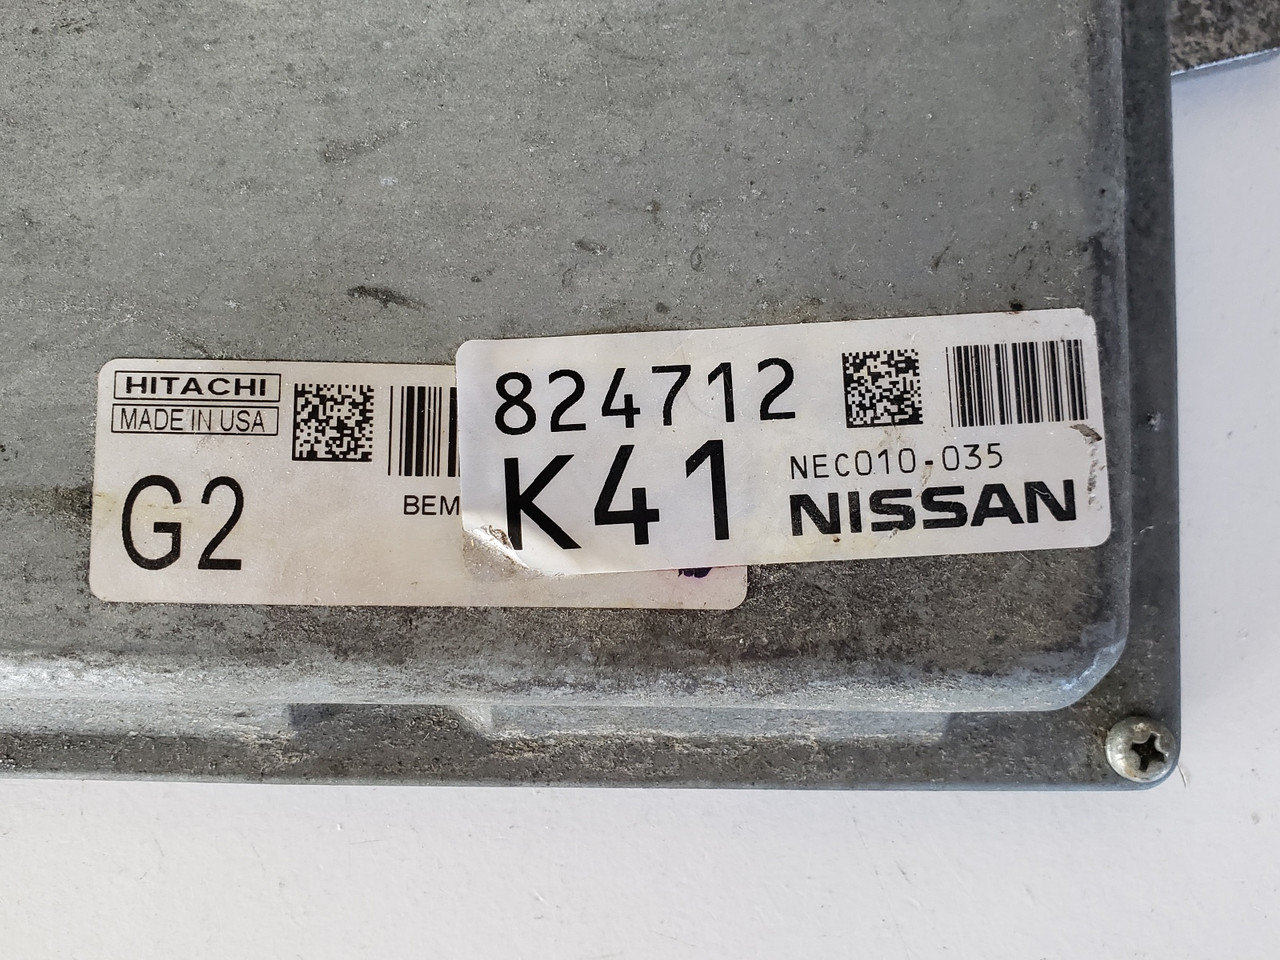 HITACHI
MADE IN USA
G2
BEM
824712
K41
NEC010-035
NISSAN